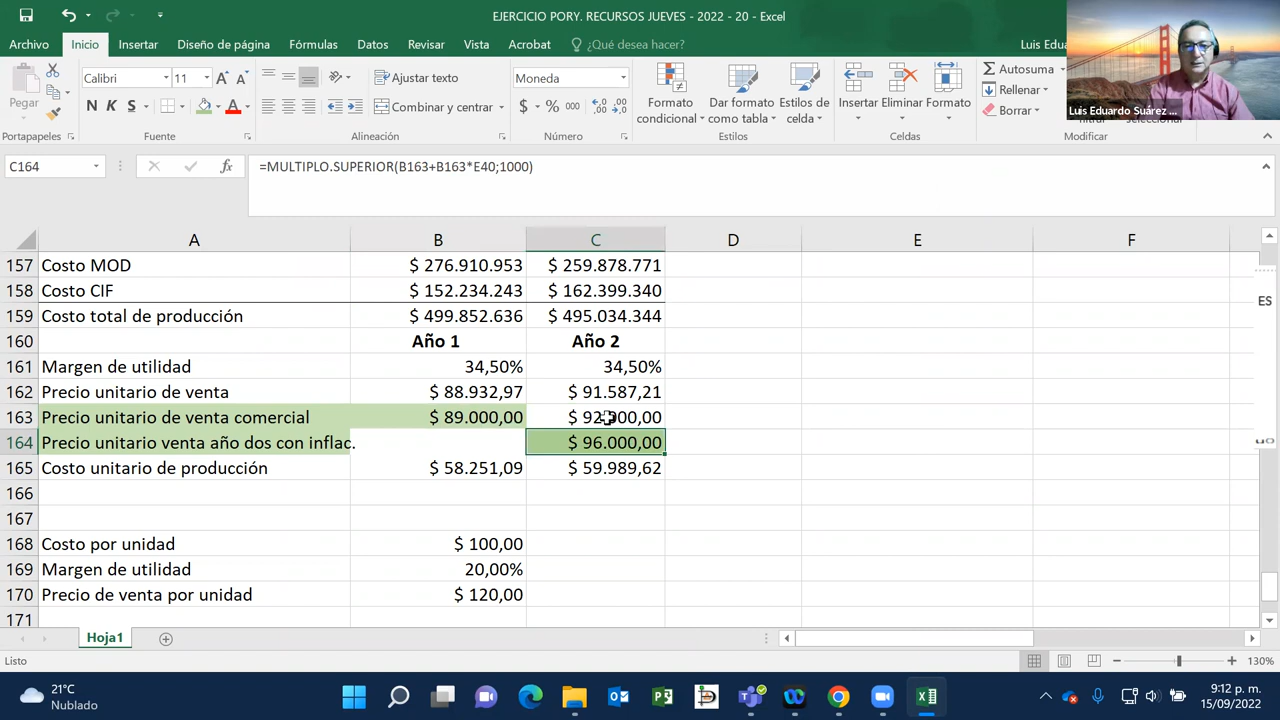 EJERCICIO PORY. RECURSOS JUEVES - 2022 - 20 - Excel
Archivo Inicio Insertar Diseño de página Fórmulas Datos Revisar Vista Acrobat ¿Qué desea hacer? Luis Edua
Pegar
Portapapeles
Calibri 11
N K S
Fuente
Ajustar texto
Combinar y centrar
Alineación
Moneda
$ % 000
Número
Formato condicional
Dar formato como tabla
Estilos de celda
Estilos
Insertar Eliminar Formato
Celdas
Autosuma
Rellenar
Borrar
Modificar
Luis Eduardo Suárez ...
C164 fx =MULTIPLO.SUPERIOR(B163+B163*E40;1000)
A B C D E F
157 Costo MOD $ 276.910.953 $ 259.878.771
158 Costo CIF $ 152.234.243 $ 162.399.340
159 Costo total de producción $ 499.852.636 $ 495.034.344
160 Año 1 Año 2
161 Margen de utilidad 34,50% 34,50%
162 Precio unitario de venta $ 88.932,97 $ 91.587,21
163 Precio unitario de venta comercial $ 89.000,00 $ 92.000,00
164 Precio unitario venta año dos con inflac. $ 96.000,00
165 Costo unitario de producción $ 58.251,09 $ 59.989,62
166
167
168 Costo por unidad $ 100,00
169 Margen de utilidad 20,00%
170 Precio de venta por unidad $ 120,00
171
ES
Hoja1
Listo
130%
21°C
Nublado
9:12 p. m.
15/09/2022